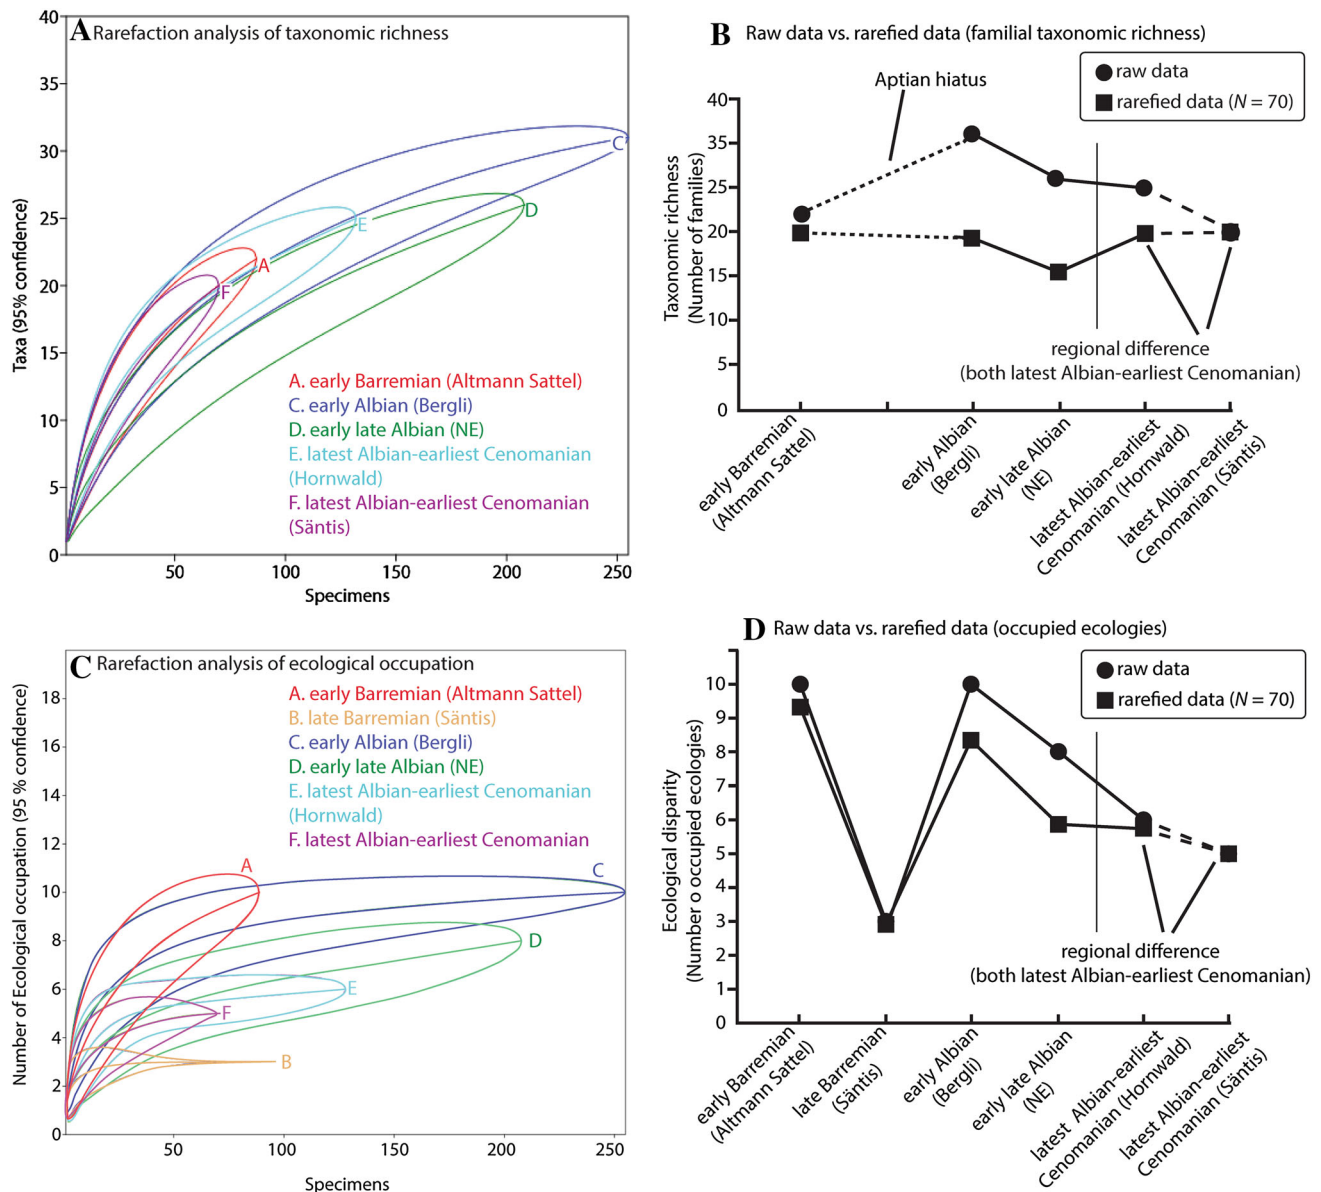 A Rarefaction analysis of taxonomic richness
40
35
30
25
20
15
10
5
0
Taxa (95% confidence)
C
D
E
A
F
A. early Barremian (Altmann Sattel)
C. early Albian (Bergli)
D. early late Albian (NE)
E. latest Albian-earliest Cenomanian
(Hornwald)
F. latest Albian-earliest Cenomanian
(Säntis)
50
100
150
200
250
Specimens
B Raw data vs. rarefied data (familial taxonomic richness)
raw data
rarefied data (N = 70)
Aptian hiatus
40
35
25
20
15
10
5
0
Taxonomic richness
(Number of families)
regional difference
(both latest Albian-earliest Cenomanian)
early Barremian
(Altmann Sattel)
early Albian
(Bergli)
early late Albian
(NE)
latest Albian-earliest
Cenomanian (Hornwald)
latest Albian-earliest
Cenomanian (Säntis)
C Rarefaction analysis of ecological occupation
A. early Barremian (Altmann Sattel)
B. late Barremian (Säntis)
C. early Albian (Bergli)
D. early late Albian (NE)
E. latest Albian-earliest Cenomanian
(Hornwald)
F. latest Albian-earliest Cenomanian
18
16
14
12
10
8
6
4
2
0
Number of Ecological occupation (95 % confidence)
A
C
D
E
F
B
50
100
150
200
250
Specimens
D Raw data vs. rarefied data (occupied ecologies)
raw data
rarefied data (N = 70)
10
9
8
7
6
5
4
3
2
1
0
Ecological disparity
(Number o occupied ecologies)
regional difference
(both latest Albian-earliest Cenomanian)
early Barremian
(Altmann Sattel)
late Barremian
(Säntis)
early Albian
(Bergli)
early late Albian
(NE)
latest Albian-earliest
Cenomanian (Hornwald)
latest Albian-earliest
Cenomanian (Säntis)